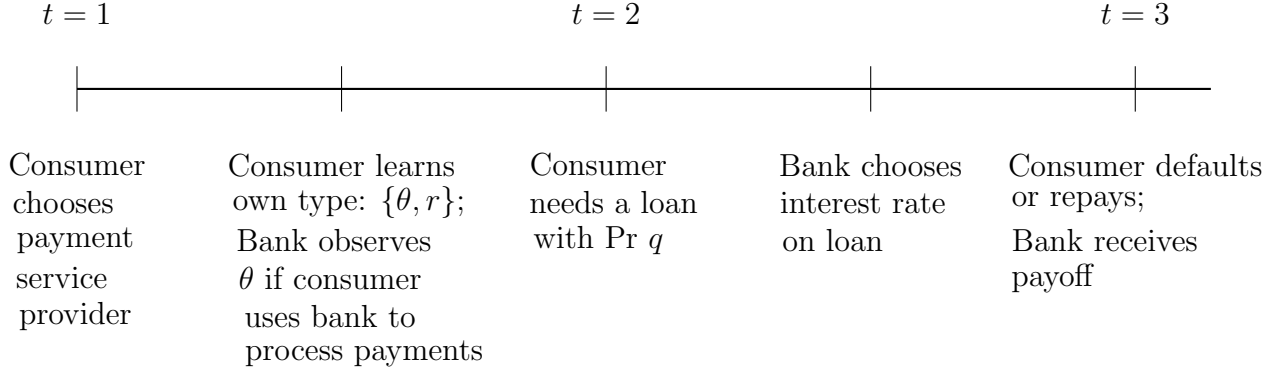 t = 1
t = 2
t = 3
Consumer
chooses
payment
service
provider
Consumer learns
own type: {θ, r};
Bank observes
θ if consumer
uses bank to
process payments
Consumer
needs a loan
with Pr q
Bank chooses
interest rate
on loan
Consumer defaults
or repays;
Bank receives
payoff